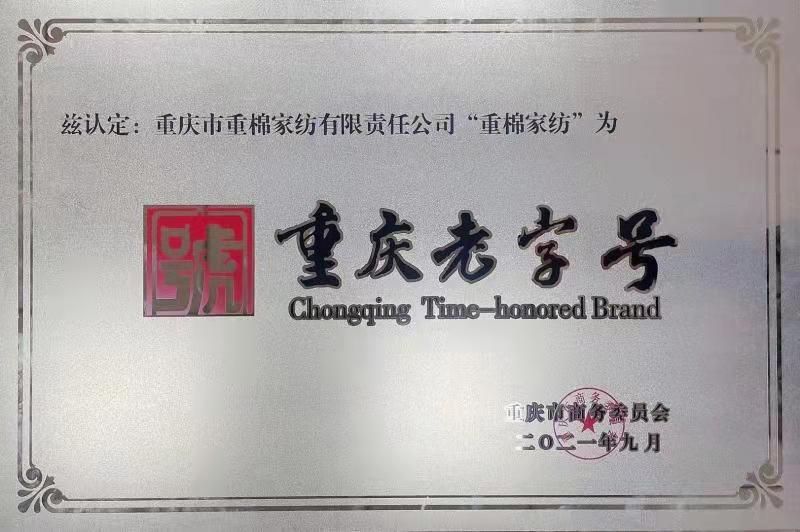 兹认定：重庆市重棉家纺有限责任公司“重棉家纺”为
號
重庆老字号
Chongqing Time-honored Brand
重庆市商务委员会
二〇二一年九月